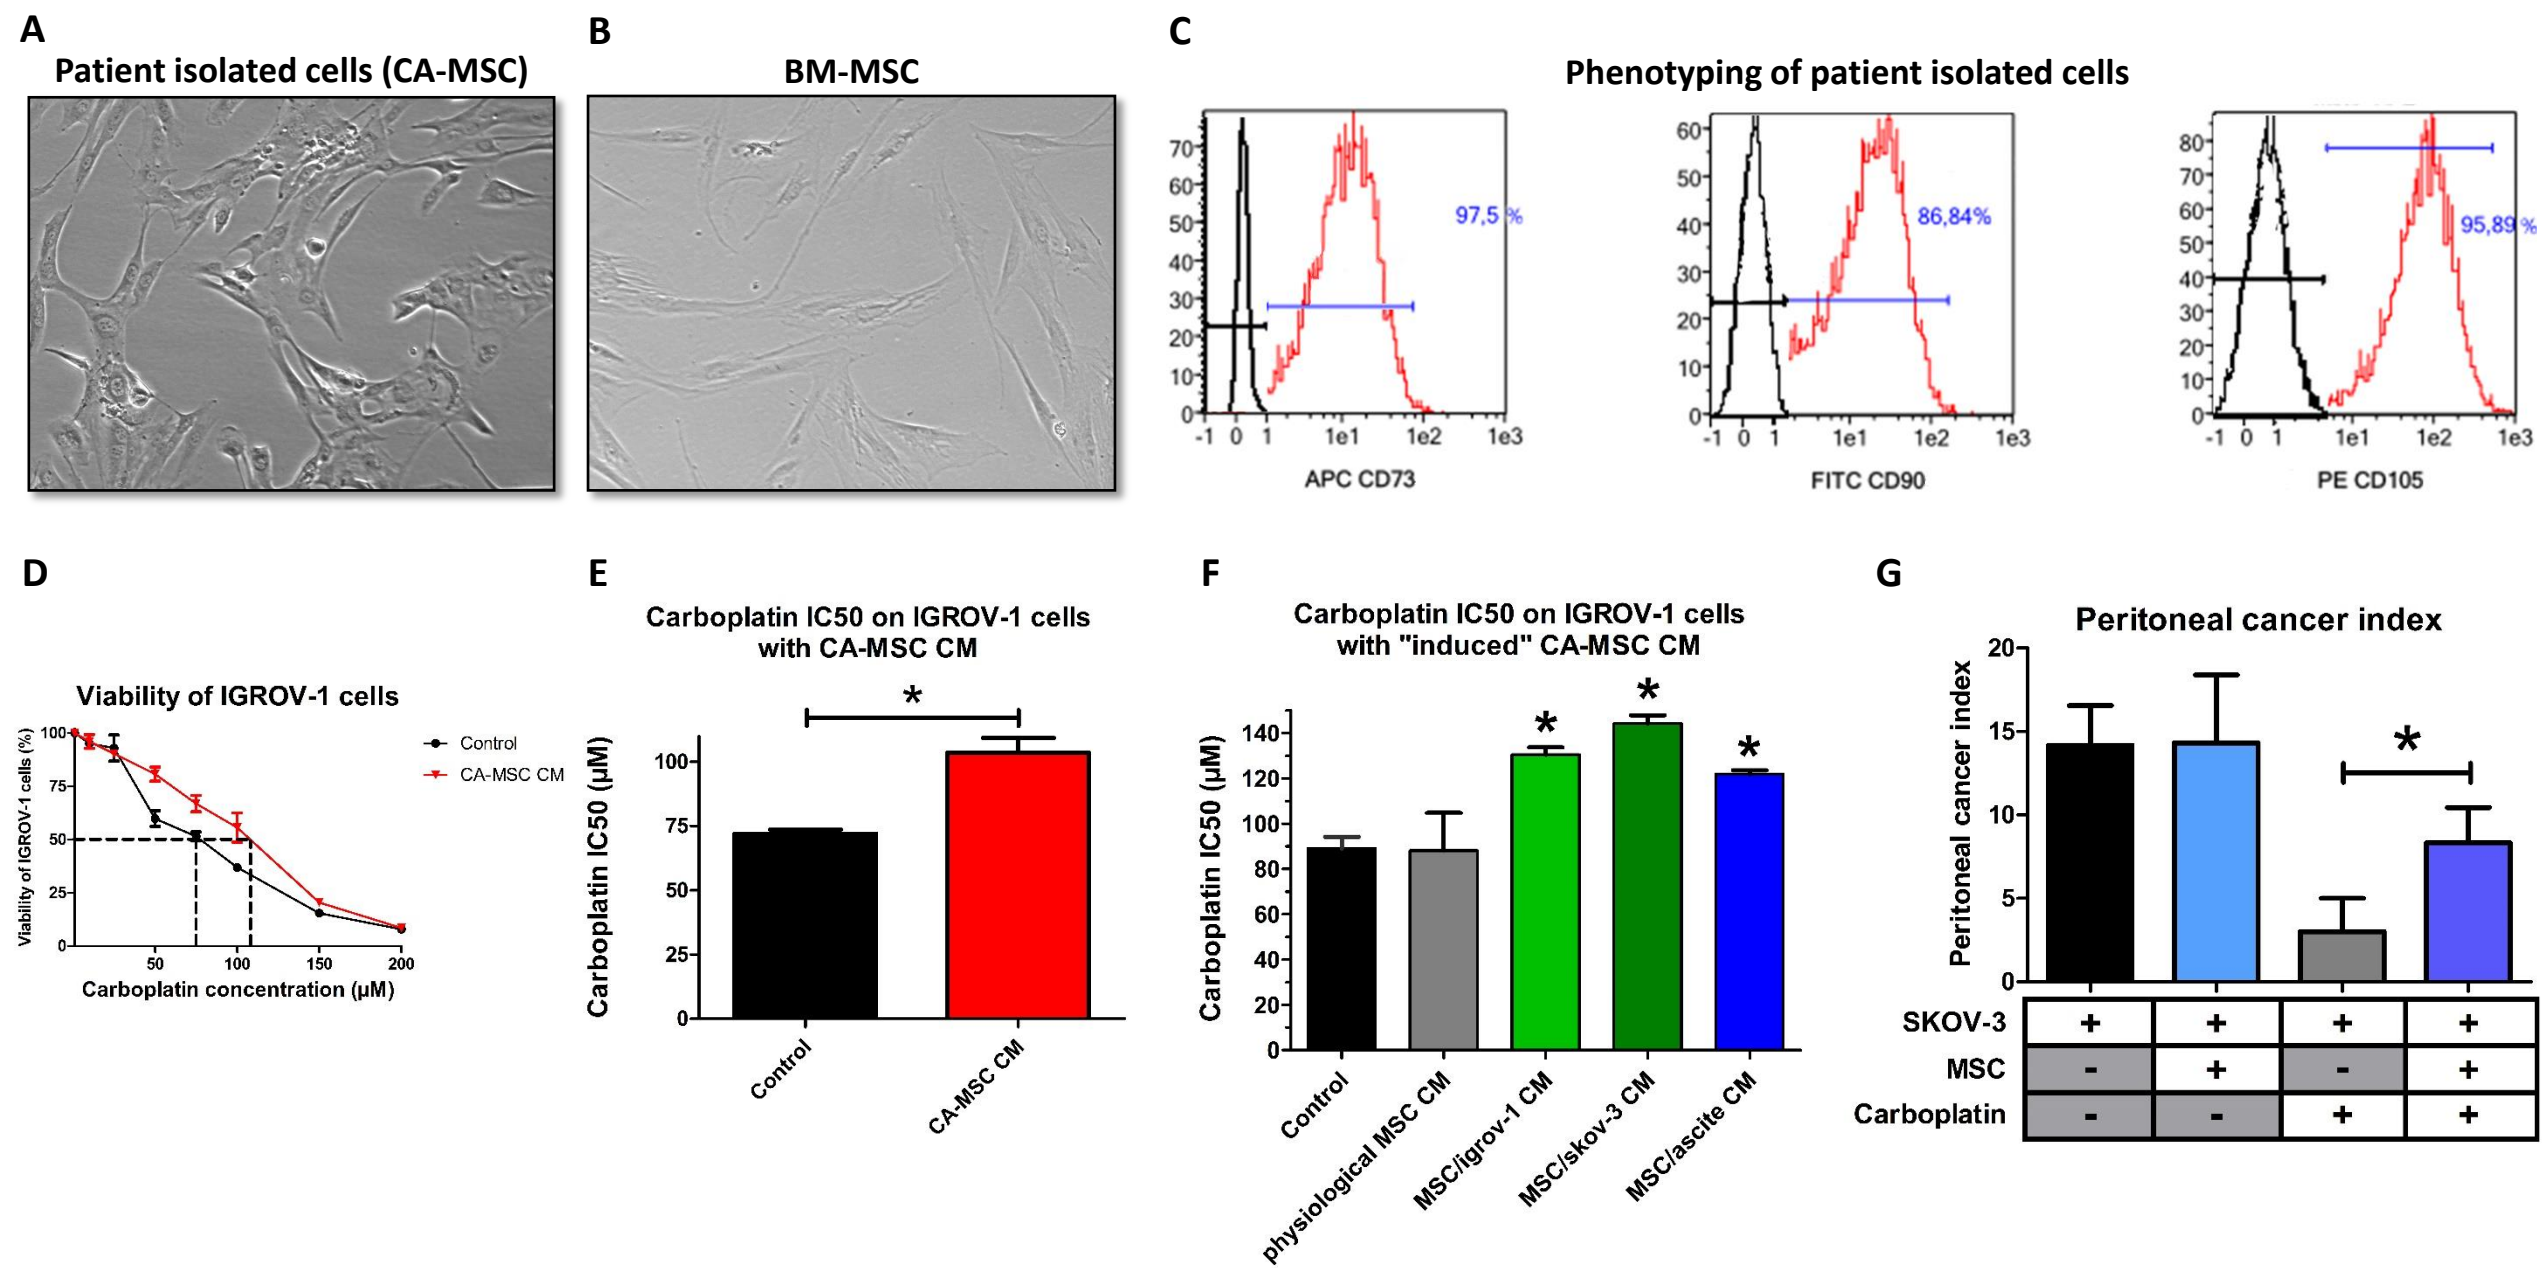 A
Patient isolated cells (CA-MSC)
B
BM-MSC
C
Phenotyping of patient isolated cells
70
60
50
40
30
20
10
0
97,5 %
-1 0 1 1e1 1e2 1e3
APC CD73
60
50
40
30
20
10
0
86,84%
-1 0 1 1e1 1e2 1e3
FITC CD90
80
70
60
50
40
30
20
10
0
95,89 %
-1 0 1 1e1 1e2 1e3
PE CD105
D
Viability of IGROV-1 cells
Viability of IGROV-1 cells (%)
100
75
50
25
0
50 100 150 200
Carboplatin concentration (µM)
Control
CA-MSC CM
E
Carboplatin IC50 on IGROV-1 cells
with CA-MSC CM
*
Carboplatin IC50 (µM)
100
75
50
25
0
Control
CA-MSC CM
F
Carboplatin IC50 on IGROV-1 cells
with "induced" CA-MSC CM
* * *
Carboplatin IC50 (µM)
140
120
100
80
60
40
20
0
Control
physiological MSC CM
MSC/igrov-1 CM
MSC/skov-3 CM
MSC/ascite CM
G
Peritoneal cancer index
Peritoneal cancer index
20
15
10
5
0
*
SKOV-3 + + + +
MSC - + - +
Carboplatin - - + +